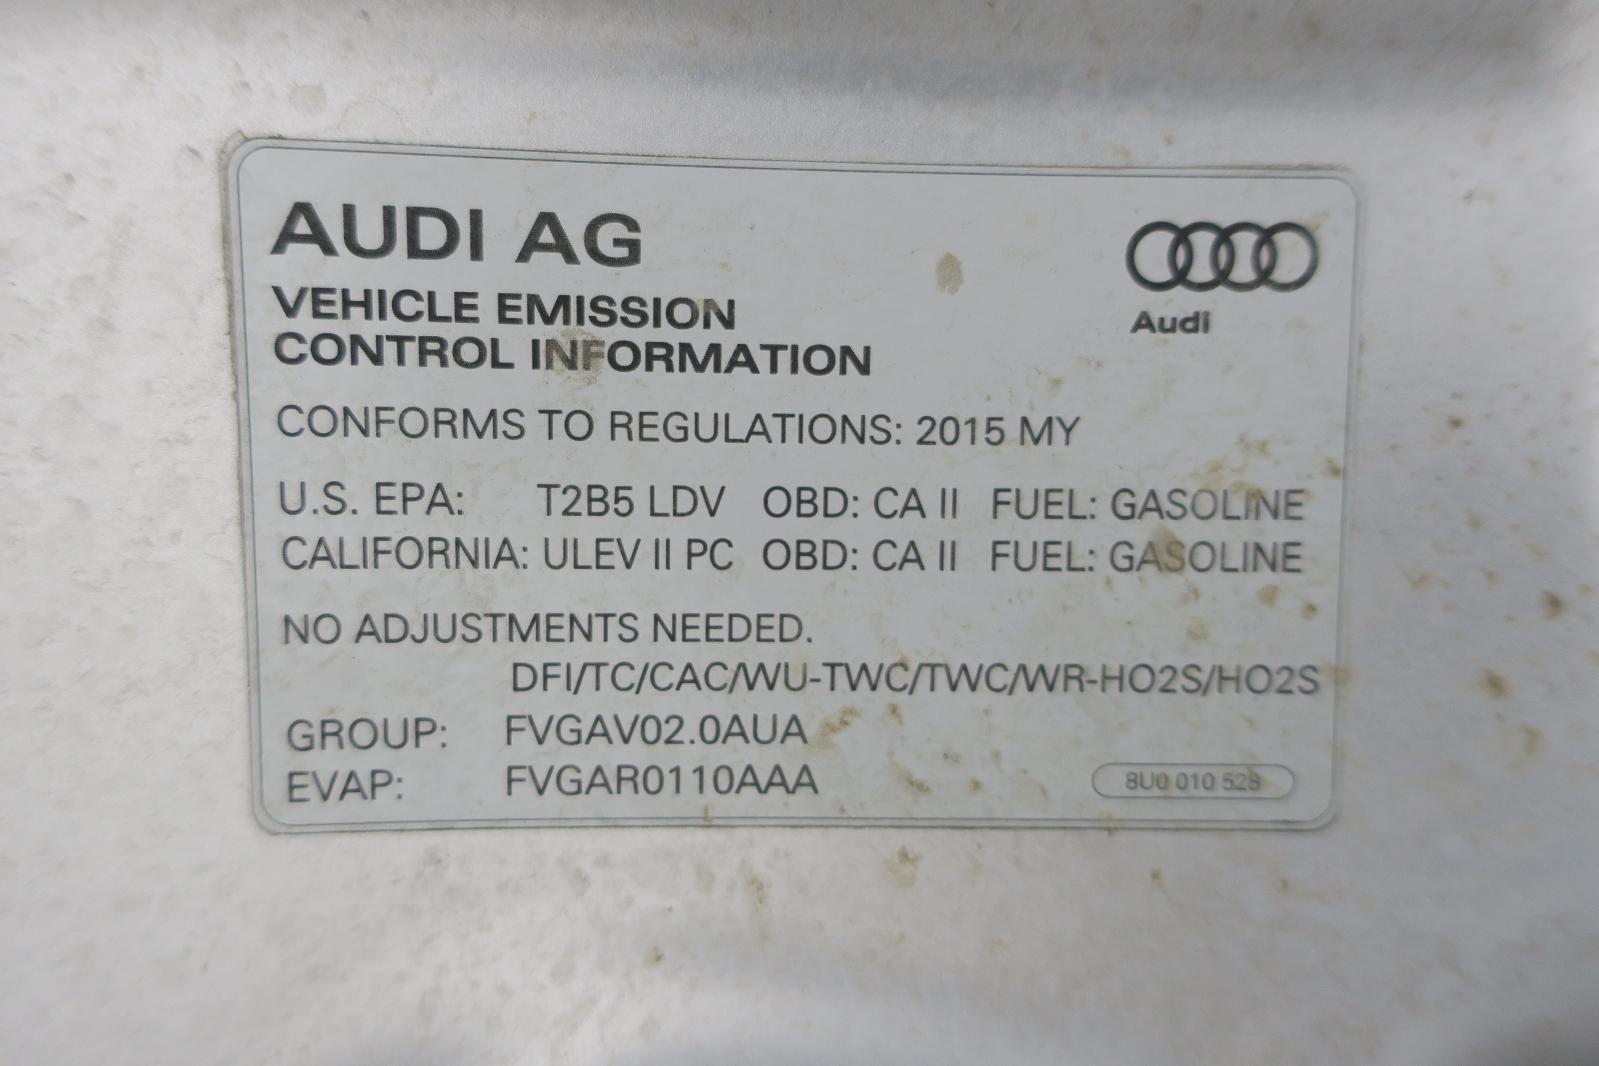 AUDI AG
Audi
VEHICLE EMISSION
CONTROL INFORMATION
CONFORMS TO REGULATIONS: 2015 MY
U.S. EPA: T2B5 LDV OBD: CA II FUEL: GASOLINE
CALIFORNIA: ULEV II PC OBD: CA II FUEL: GASOLINE
NO ADJUSTMENTS NEEDED.
DFI/TC/CAC/WU-TWC/TWC/WR-HO2S/HO2S
GROUP: FVGAV02.0AUA
EVAP: FVGAR0110AAA
8U0 010 528